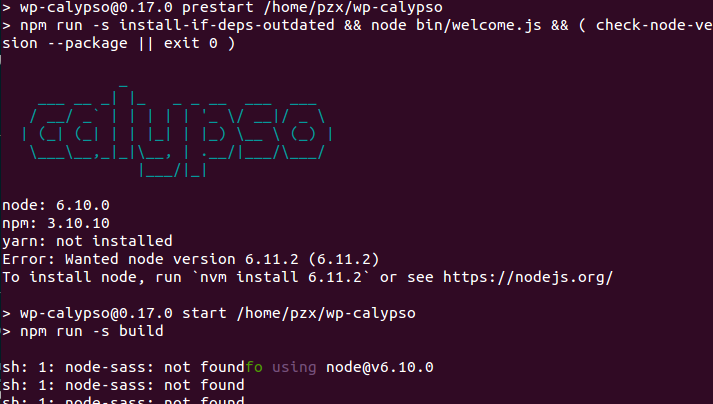 > wp-calypso@0.17.0 prestart /home/pzx/wp-calypso
> npm run -s install-if-deps-outdated && node bin/welcome.js && ( check-node-ve
rsion --package || exit 0 )
calypso
node: 6.10.0
npm: 3.10.10
yarn: not installed
Error: Wanted node version 6.11.2 (6.11.2)
To install node, run `nvm install 6.11.2` or see https://nodejs.org/
> wp-calypso@0.17.0 start /home/pzx/wp-calypso
> npm run -s build
sh: 1: node-sass: not foundfo using node@v6.10.0
sh: 1: node-sass: not found
sh: 1: node-sass: not found